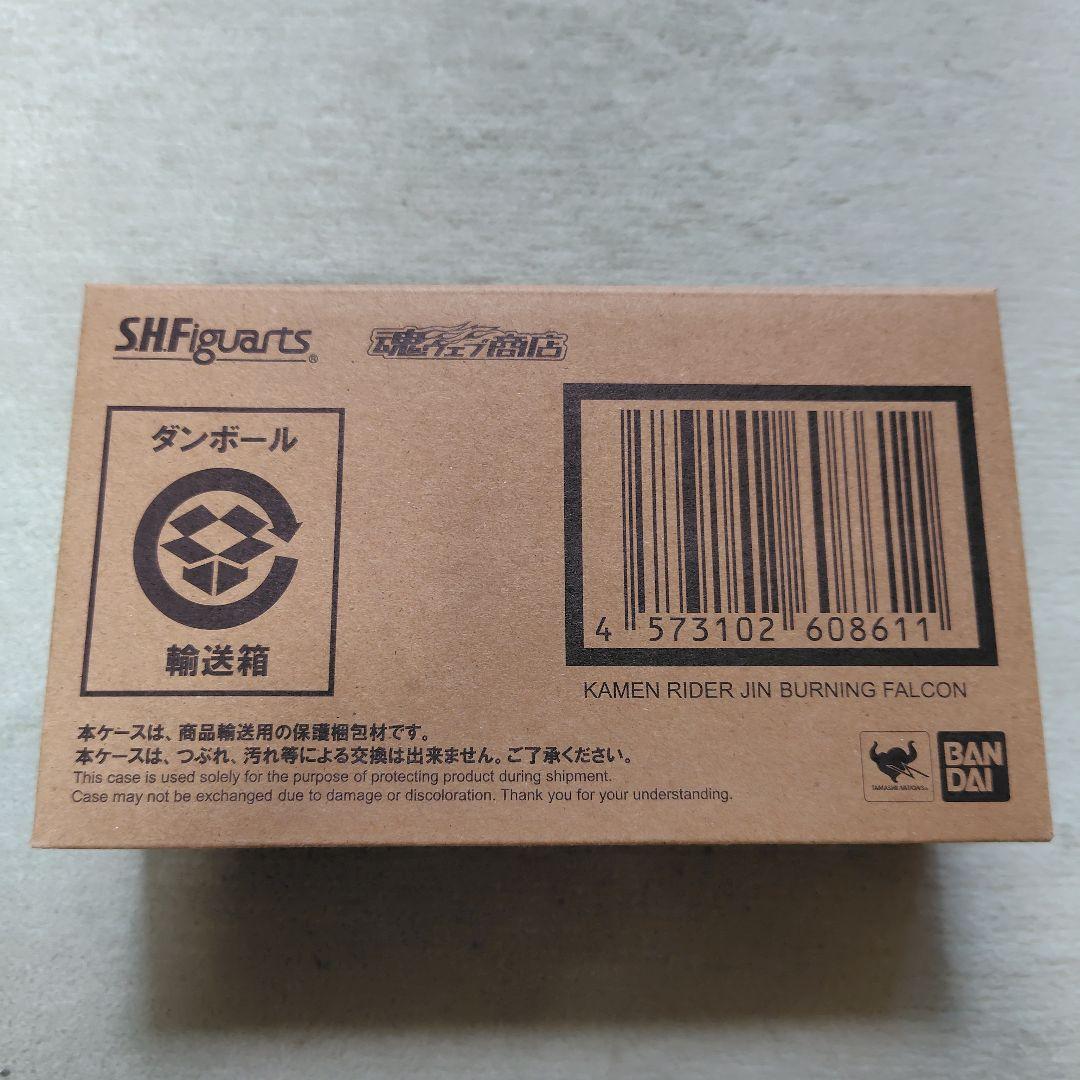 S.H.Figuarts®
魂ウェブ商店
ダンボール
輸送箱
4 573102 608611
KAMEN RIDER JIN BURNING FALCON
本ケースは、商品輸送用の保護梱包材です。
本ケースは、つぶれ、汚れ等による交換は出来ません。ご了承ください。
This case is used solely for the purpose of protecting product during shipment.
Case may not be exchanged due to damage or discoloration. Thank you for your understanding.
TAMASHII NATIONS
BAN
DAI